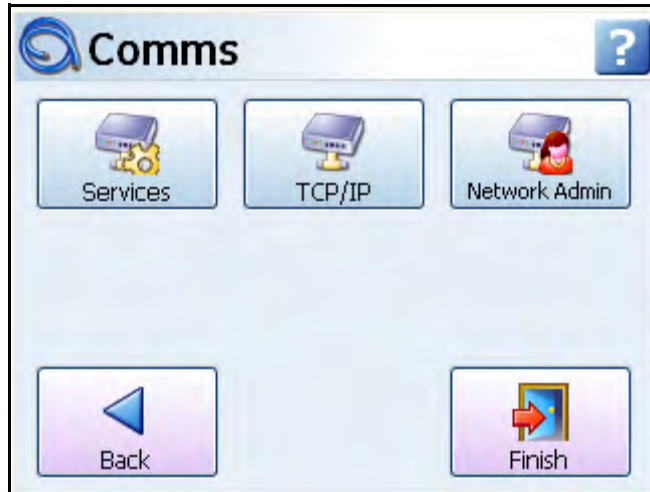 Comms
?
Services
TCP/IP
Network Admin
Back
Finish